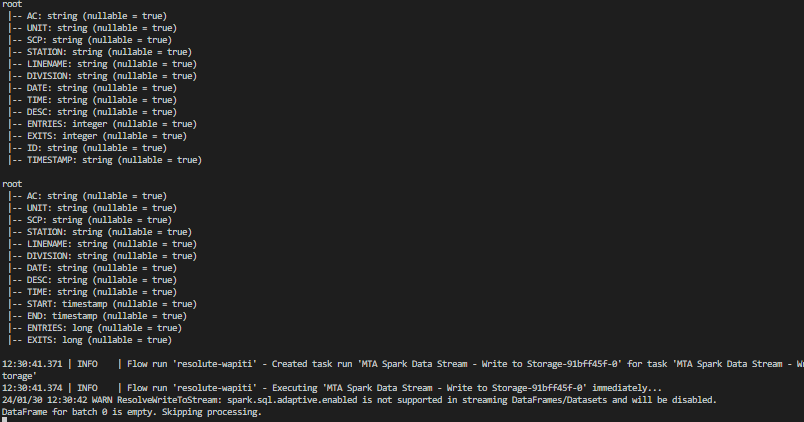 root
 |-- AC: string (nullable = true)
 |-- UNIT: string (nullable = true)
 |-- SCP: string (nullable = true)
 |-- STATION: string (nullable = true)
 |-- LINENAME: string (nullable = true)
 |-- DIVISION: string (nullable = true)
 |-- DATE: string (nullable = true)
 |-- TIME: string (nullable = true)
 |-- DESC: string (nullable = true)
 |-- ENTRIES: integer (nullable = true)
 |-- EXITS: integer (nullable = true)
 |-- ID: string (nullable = true)
 |-- TIMESTAMP: string (nullable = true)
root
 |-- AC: string (nullable = true)
 |-- UNIT: string (nullable = true)
 |-- SCP: string (nullable = true)
 |-- STATION: string (nullable = true)
 |-- LINENAME: string (nullable = true)
 |-- DIVISION: string (nullable = true)
 |-- DATE: string (nullable = true)
 |-- DESC: string (nullable = true)
 |-- TIME: string (nullable = true)
 |-- START: timestamp (nullable = true)
 |-- END: timestamp (nullable = true)
 |-- ENTRIES: long (nullable = true)
 |-- EXITS: long (nullable = true)
12:30:41.371 | INFO    | Flow run 'resolute-wapiti' - Created task run 'MTA Spark Data Stream - Write to Storage-91bff45f-0' for task 'MTA Spark Data Stream - Wr
torage'
12:30:41.374 | INFO    | Flow run 'resolute-wapiti' - Executing 'MTA Spark Data Stream - Write to Storage-91bff45f-0' immediately...
24/01/30 12:30:42 WARN ResolveWriteToStream: spark.sql.adaptive.enabled is not supported in streaming DataFrames/Datasets and will be disabled.
DataFrame for batch 0 is empty. Skipping processing.